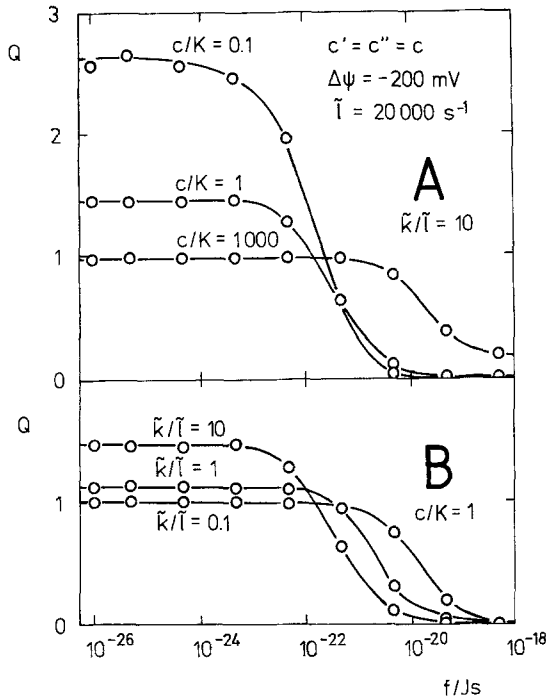 3
Q
c/K = 0.1
c' = c'' = c
Δψ = -200 mV
l̃ = 20 000 s⁻¹
2
A
k̃/l̃ = 10
c/K = 1
1
c/K = 1000
0
Q
k̃/l̃ = 10
k̃/l̃ = 1
B
1
k̃/l̃ = 0.1
c/K = 1
0
10⁻²⁶ 10⁻²⁴ 10⁻²² 10⁻²⁰ 10⁻¹⁸
f/Js